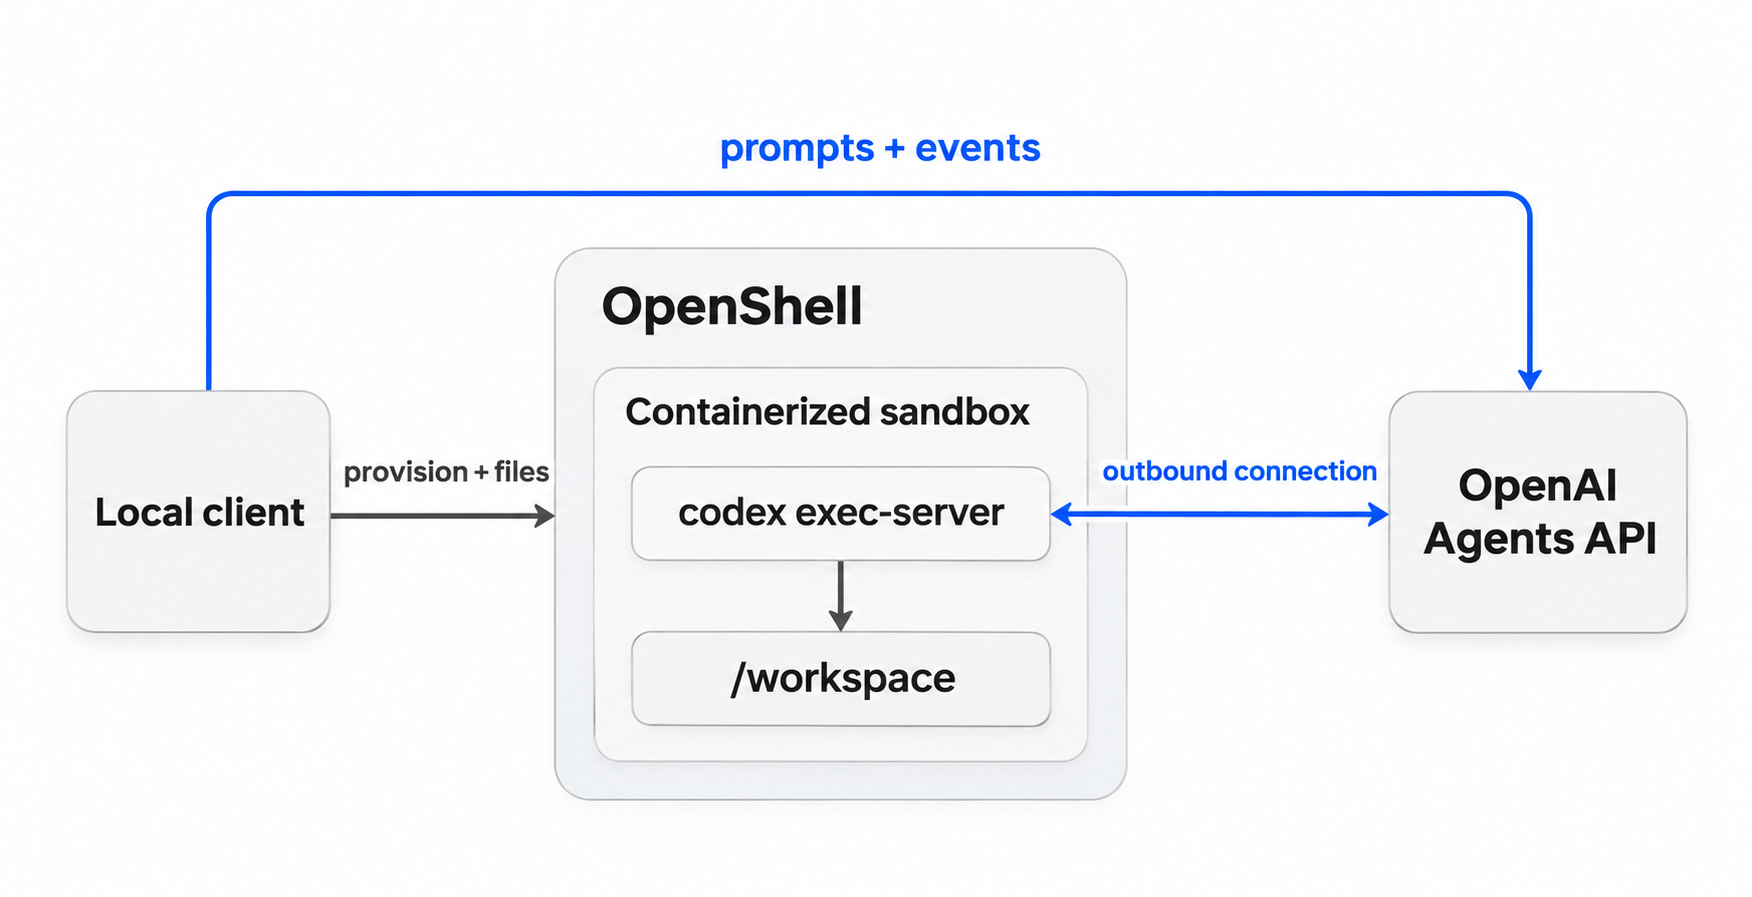 prompts + events
OpenShell
Containerized sandbox
provision + files
outbound connection
Local client
codex exec-server
OpenAI
Agents API
/workspace